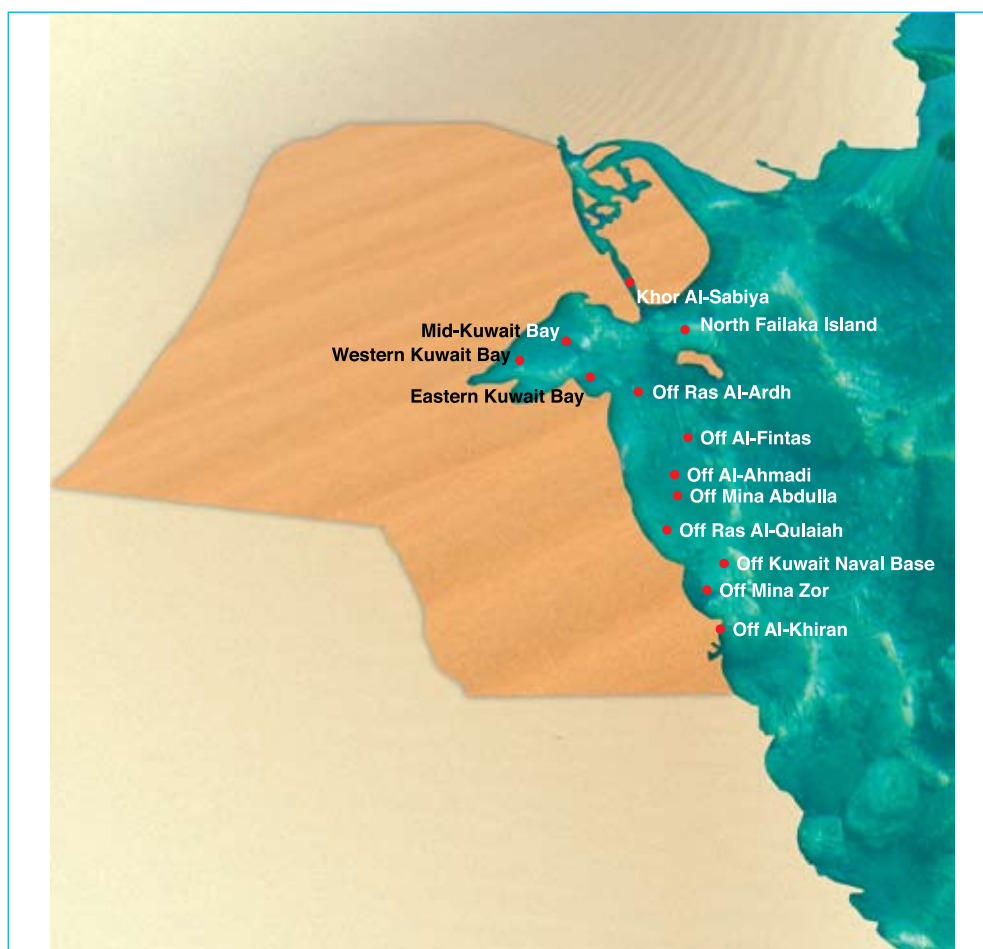 Khor Al-Sabiya
North Failaka Island
Mid-Kuwait Bay
Western Kuwait Bay
Eastern Kuwait Bay
Off Ras Al-Ardh
Off Al-Fintas
Off Al-Ahmadi
Off Mina Abdulla
Off Ras Al-Qulaiah
Off Kuwait Naval Base
Off Mina Zor
Off Al-Khiran